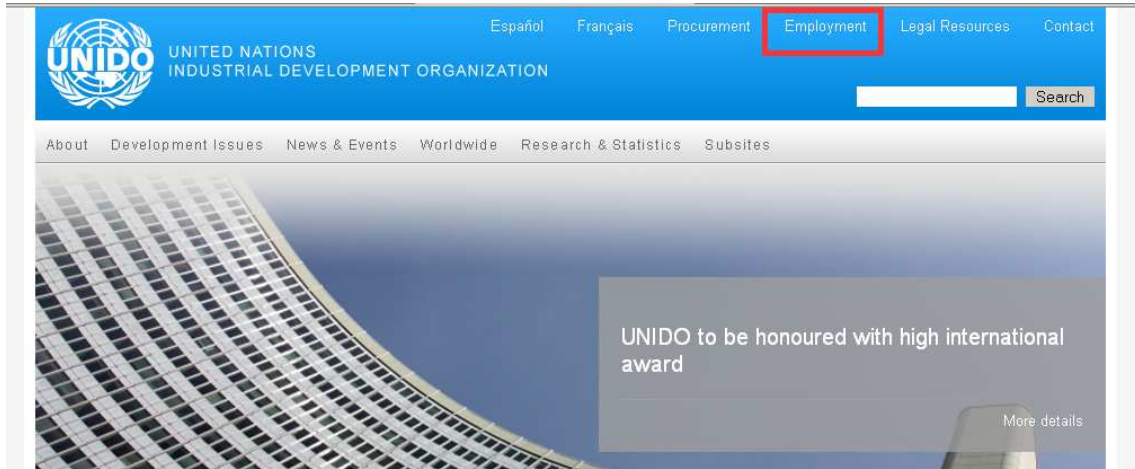 Español Français Procurement Employment Legal Resources Contact
UNIDO
UNITED NATIONS
INDUSTRIAL DEVELOPMENT ORGANIZATION
Search
About Development Issues News & Events Worldwide Research & Statistics Subsites
UNIDO to be honoured with high international
award
More details